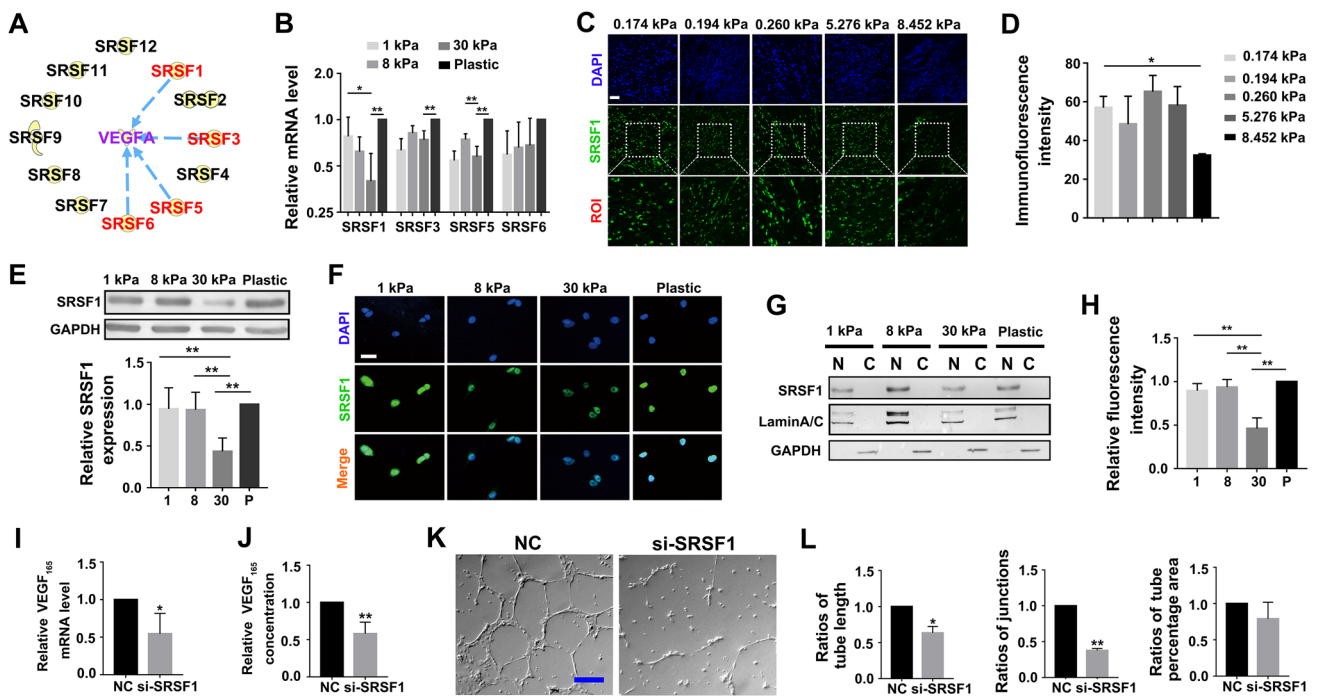 A
SRSF12
SRSF11
SRSF1
SRSF10
SRSF2
SRSF9
VEGFA
SRSF3
SRSF8
SRSF4
SRSF7
SRSF5
SRSF6
B
1 kPa
30 kPa
8 kPa
Plastic
Relative mRNA level
2.0
1.0
0.5
0.25
* ** ** ** **
SRSF1 SRSF3 SRSF5 SRSF6
C
0.174 kPa 0.194 kPa 0.260 kPa 5.276 kPa 8.452 kPa
DAPI
SRSF1
ROI
D
Immunofluorescence
intensity
80
60
40
20
0
*
0.174 kPa
0.194 kPa
0.260 kPa
5.276 kPa
8.452 kPa
E
1 kPa 8 kPa 30 kPa Plastic
SRSF1
GAPDH
Relative SRSF1
expression
1.5
1.0
0.5
0.0
**
**
**
1 8 30 P
F
1 kPa 8 kPa 30 kPa Plastic
DAPI
SRSF1
Merge
G
1 kPa 8 kPa 30 kPa Plastic
N C N C N C N C
SRSF1
LaminA/C
GAPDH
H
Relative fluorescence
intensity
1.5
1.0
0.5
0.0
**
**
**
1 8 30 P
I
Relative VEGF165
mRNA level
1.5
1.0
0.5
0.0
*
NC si-SRSF1
J
Relative VEGF165
concentration
1.5
1.0
0.5
0.0
**
NC si-SRSF1
K
NC si-SRSF1
L
Ratios of
tube length
1.5
1.0
0.5
0.0
*
NC si-SRSF1
Ratios of junctions
1.5
1.0
0.5
0.0
**
NC si-SRSF1
Ratios of tube
percentage area
1.5
1.0
0.5
0.0
NC si-SRSF1